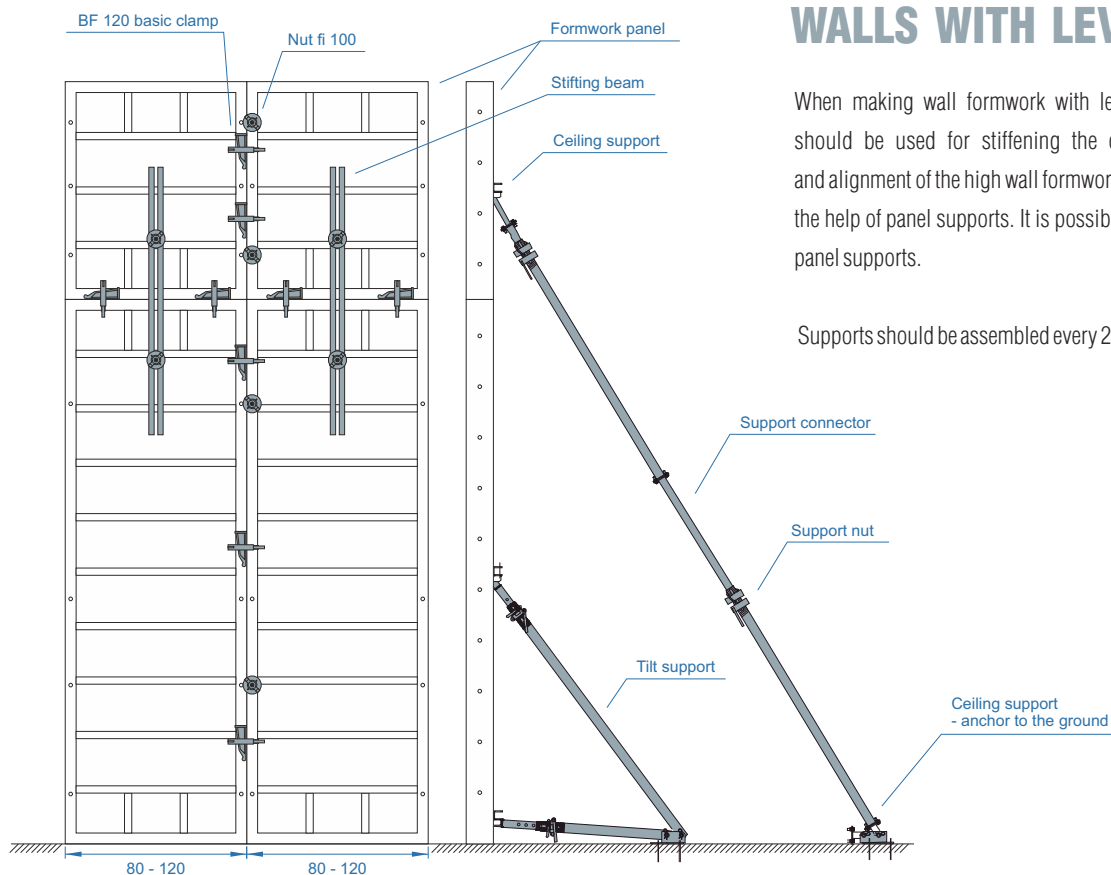 WALLS WITH LEV
When making wall formwork with le
should be used for stiffening the
and alignment of the high wall formwor
the help of panel supports. It is possib
panel supports.
Supports should be assembled every 2
BF 120 basic clamp
Nut fi 100
Formwork panel
Stifting beam
Ceiling support
Support connector
Support nut
Tilt support
Ceiling support
- anchor to the ground
80 - 120
80 - 120